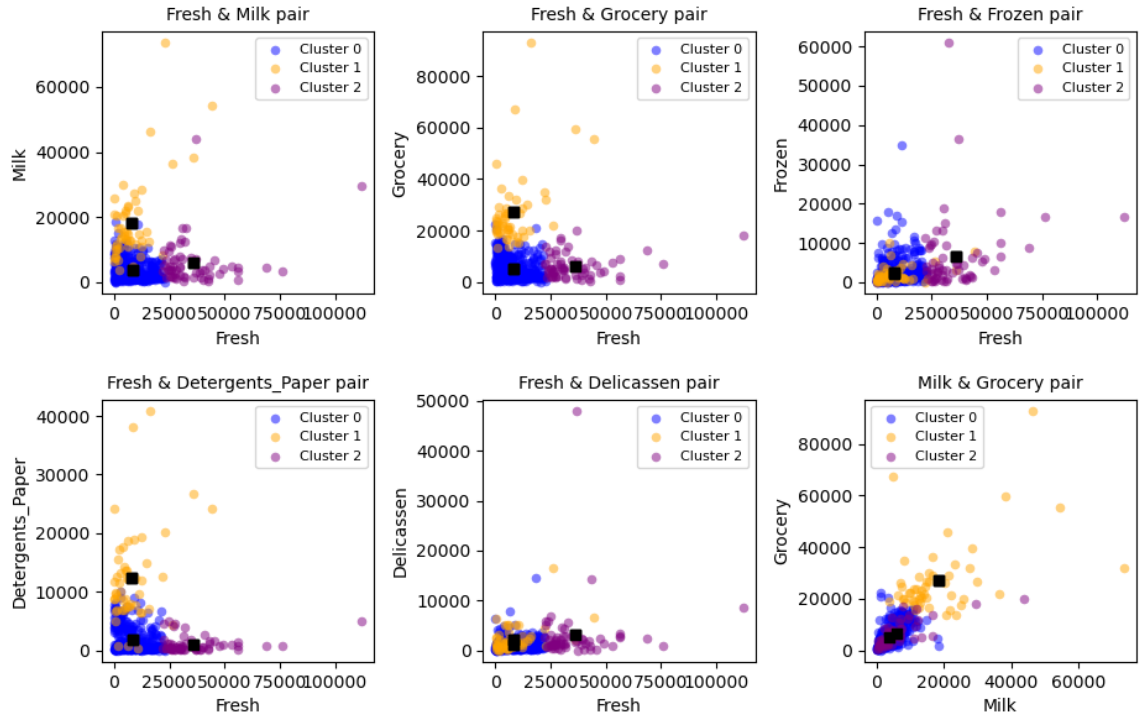 Fresh & Milk pair
Milk
60000
40000
20000
0
0 25000 50000 75000 100000
Fresh
Cluster 0
Cluster 1
Cluster 2
Fresh & Grocery pair
Grocery
80000
60000
40000
20000
0
0 25000 50000 75000 100000
Fresh
Cluster 0
Cluster 1
Cluster 2
Fresh & Frozen pair
Frozen
60000
50000
40000
30000
20000
10000
0
0 25000 50000 75000 100000
Fresh
Cluster 0
Cluster 1
Cluster 2
Fresh & Detergents_Paper pair
Detergents_Paper
40000
30000
20000
10000
0
0 25000 50000 75000 100000
Fresh
Cluster 0
Cluster 1
Cluster 2
Fresh & Delicassen pair
Delicassen
50000
40000
30000
20000
10000
0
0 25000 50000 75000 100000
Fresh
Cluster 0
Cluster 1
Cluster 2
Milk & Grocery pair
Grocery
80000
60000
40000
20000
0
0 20000 40000 60000
Milk
Cluster 0
Cluster 1
Cluster 2